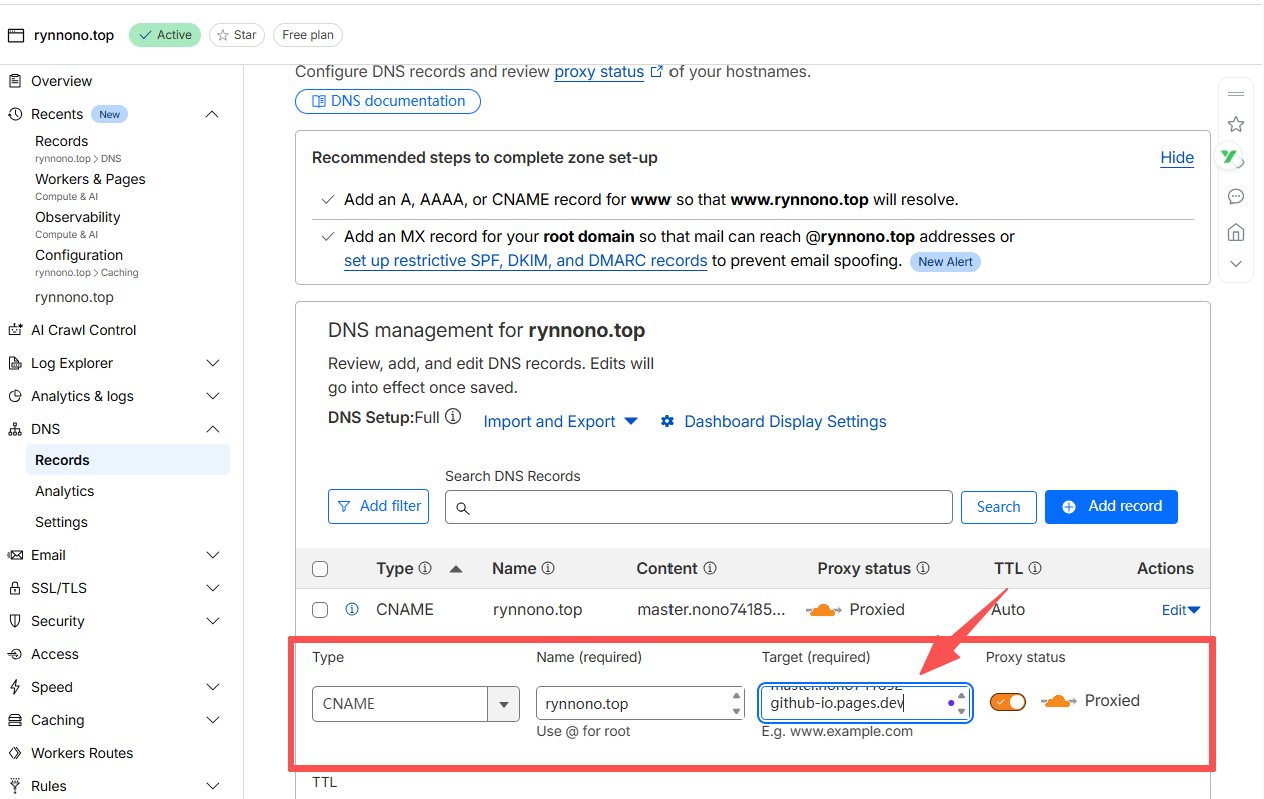 rynnono.top Active Star Free plan
Configure DNS records and review proxy status of your hostnames.
DNS documentation
Overview
Recents New
Records
rynnono.top > DNS
Workers & Pages
Compute & AI
Observability
Compute & AI
Configuration
rynnono.top > Caching
rynnono.top
AI Crawl Control
Log Explorer
Analytics & logs
DNS
Records
Analytics
Settings
Email
SSL/TLS
Security
Access
Speed
Caching
Workers Routes
Rules
Recommended steps to complete zone set-up Hide
Add an A, AAAA, or CNAME record for www so that www.rynnono.top will resolve.
Add an MX record for your root domain so that mail can reach @rynnono.top addresses or
set up restrictive SPF, DKIM, and DMARC records to prevent email spoofing. New Alert
DNS management for rynnono.top
Review, add, and edit DNS records. Edits will
go into effect once saved.
DNS Setup:Full Import and Export Dashboard Display Settings
Search DNS Records
Add filter Search Add record
Type Name Content Proxy status TTL Actions
CNAME rynnono.top master.nono74185... Proxied Auto Edit
Type Name (required) Target (required) Proxy status
CNAME rynnono.top github-io.pages.dev Proxied
Use @ for root E.g. www.example.com
TTL